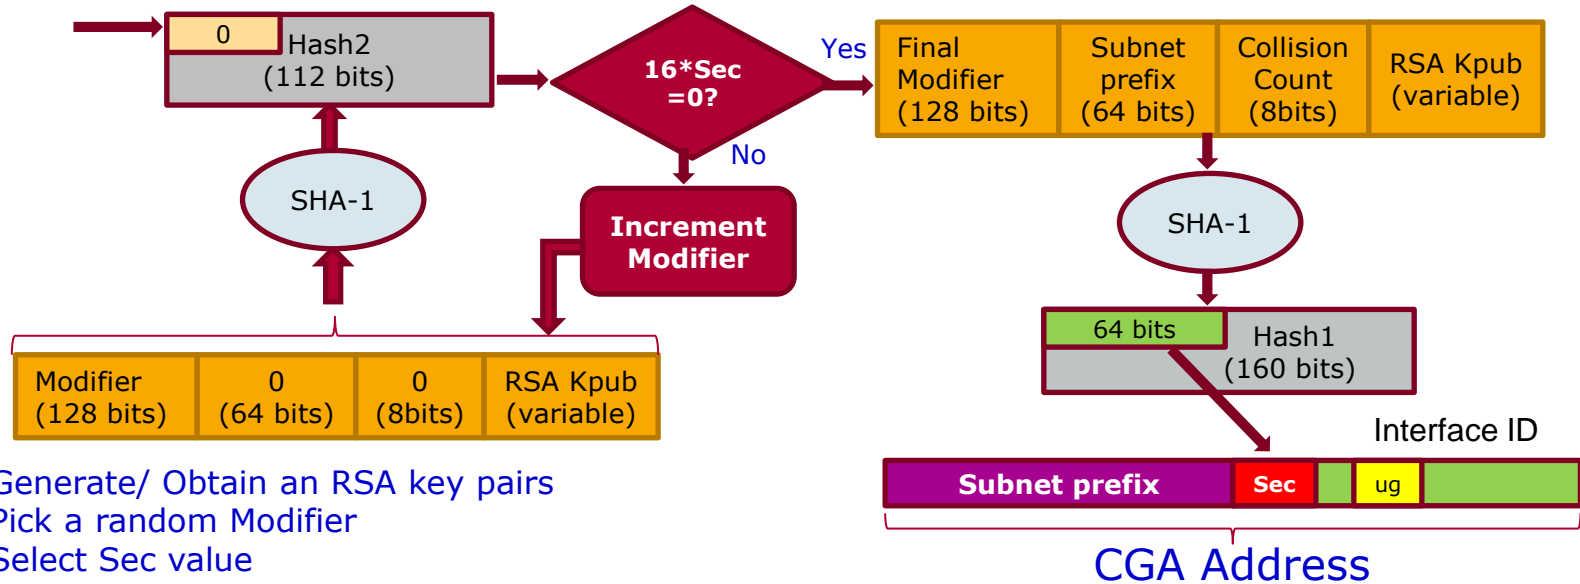 0
Hash2
(112 bits)
16*Sec
=0?
Yes
No
Final
Modifier
(128 bits)
Subnet
prefix
(64 bits)
Collision
Count
(8bits)
RSA Kpub
(variable)
SHA-1
Increment
Modifier
SHA-1
64 bits
Hash1
(160 bits)
Modifier
(128 bits)
0
(64 bits)
0
(8bits)
RSA Kpub
(variable)
Interface ID
Subnet prefix
Sec
ug
CGA Address
Generate/ Obtain an RSA key pairs
Pick a random Modifier
Select Sec value